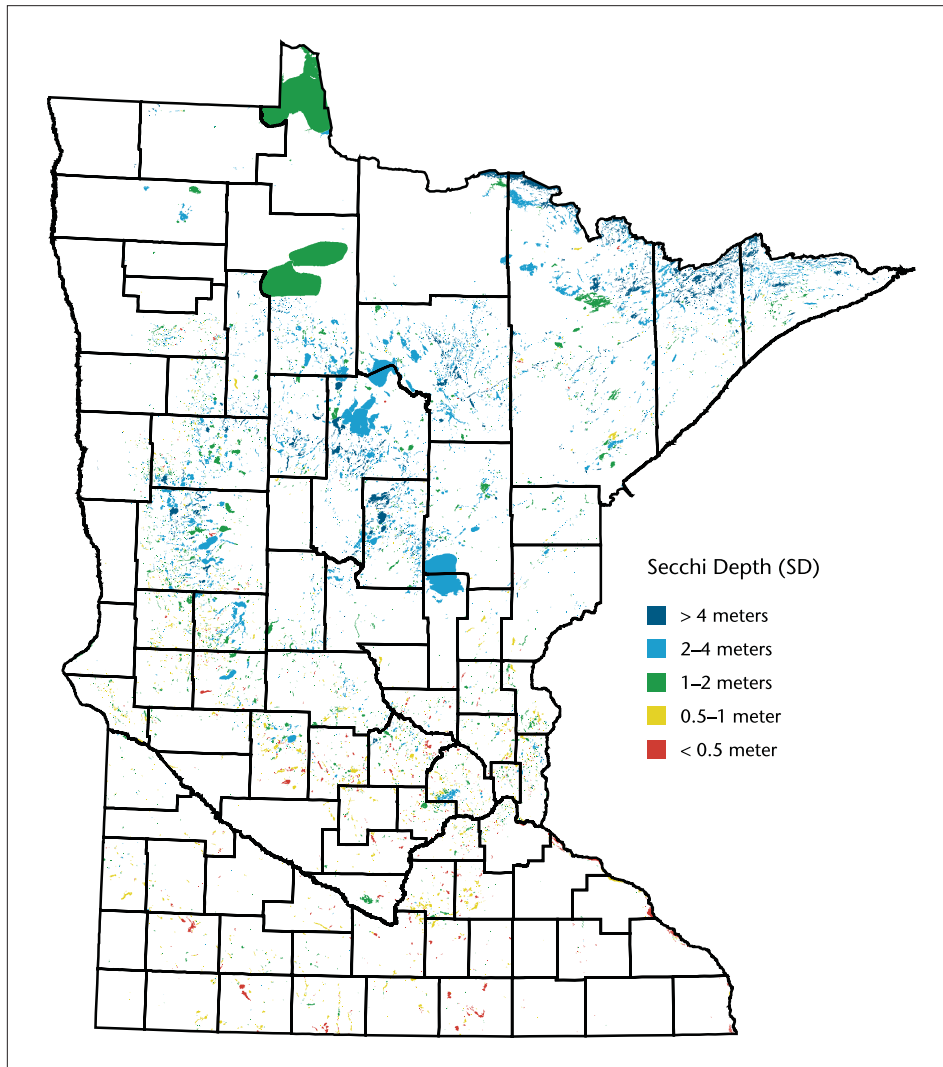 Secchi Depth (SD)
> 4 meters
2–4 meters
1–2 meters
0.5–1 meter
< 0.5 meter